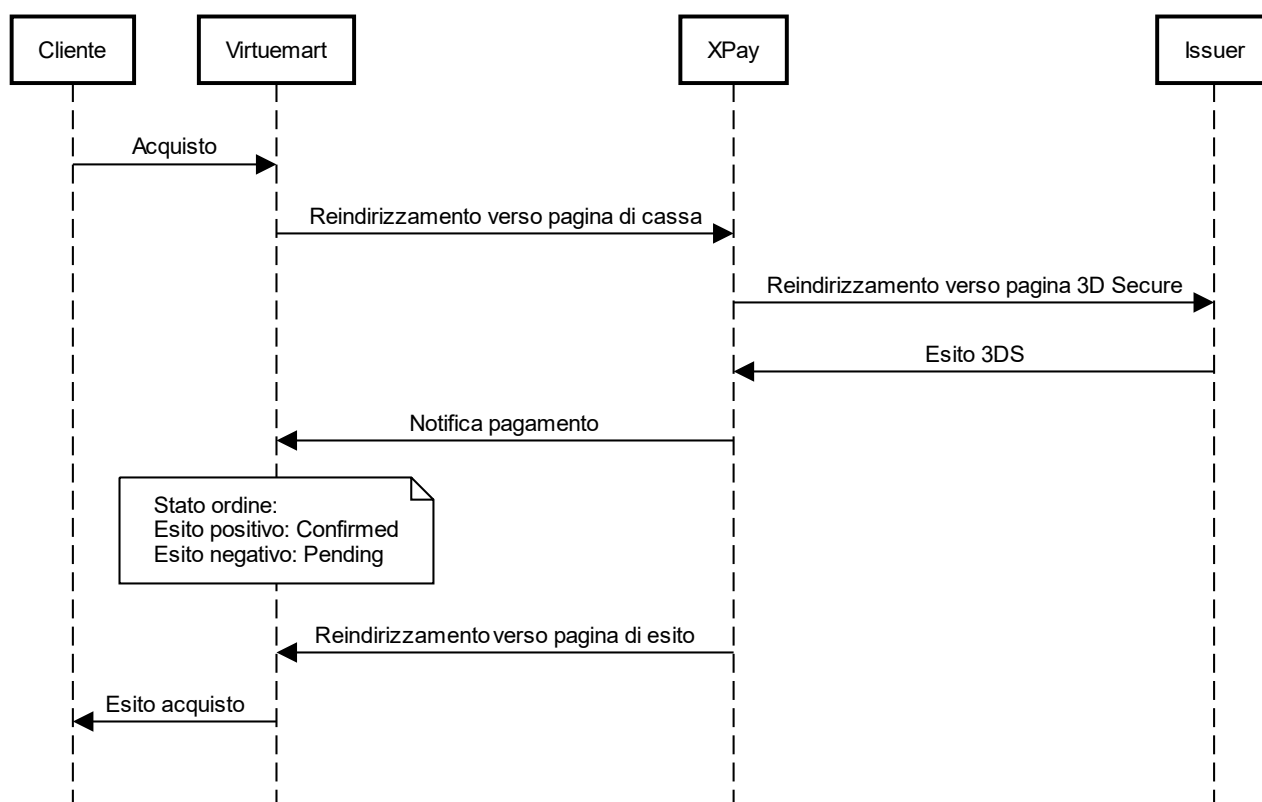 Cliente
Virtuemart
XPay
Issuer
Acquisto
Reindirizzamento verso pagina di cassa
Reindirizzamento verso pagina 3D Secure
Esito 3DS
Notifica pagamento
Stato ordine:
Esito positivo: Confirmed
Esito negativo: Pending
Reindirizzamento verso pagina di esito
Esito acquisto